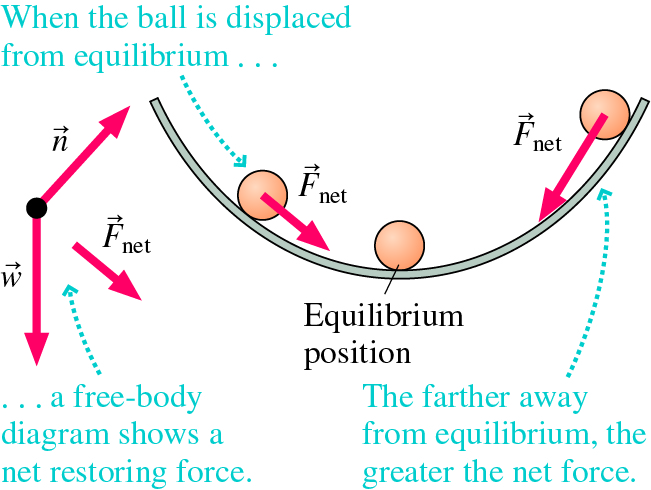 When the ball is displaced
from equilibrium . . .
n⃗
F⃗net
F⃗net
F⃗net
w⃗
Equilibrium
position
. . . a free-body
diagram shows a
net restoring force.
The farther away
from equilibrium, the
greater the net force.